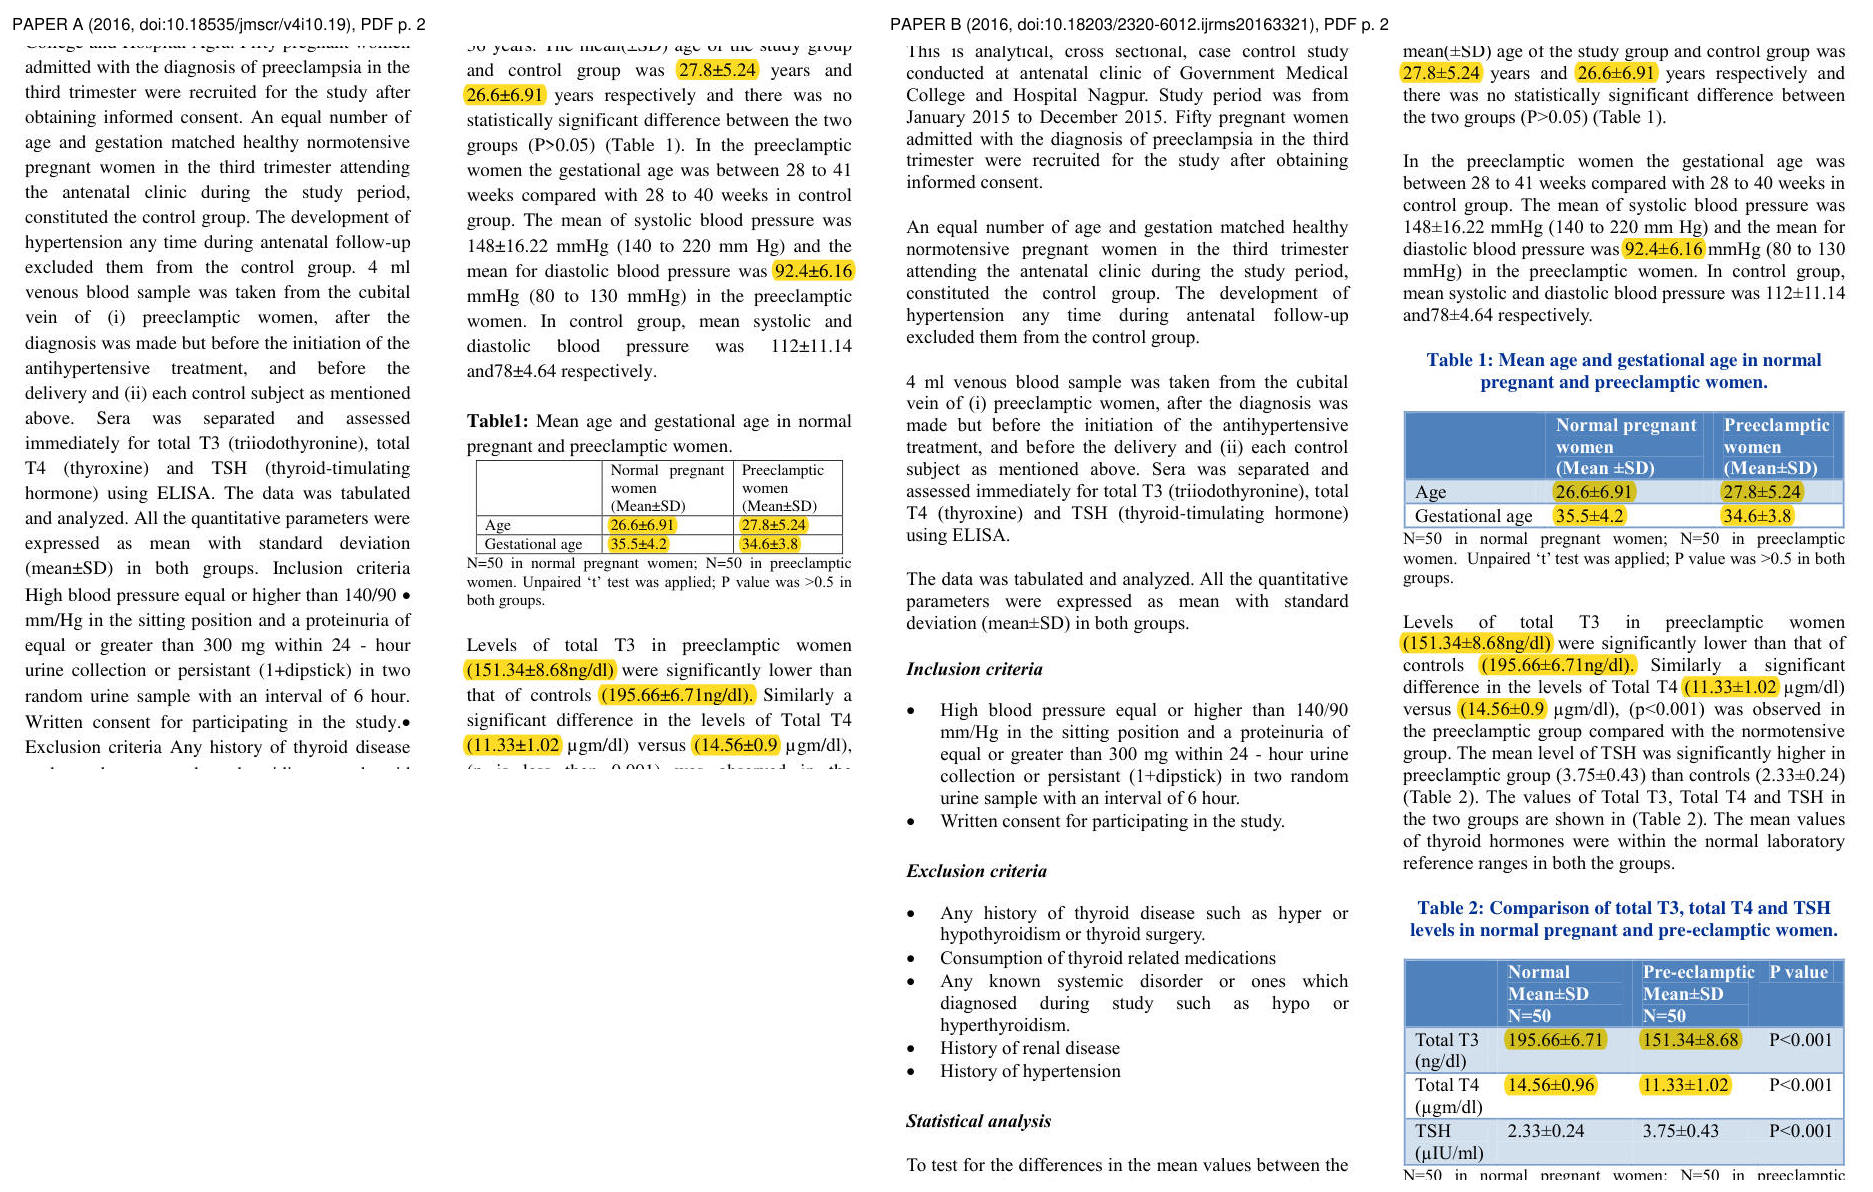 PAPER A (2016, doi:10.18535/jmscr/v4i10.19), PDF p. 2
College and Hospital Agra. Fifty pregnant women
admitted with the diagnosis of preeclampsia in the
third trimester were recruited for the study after
obtaining informed consent. An equal number of
age and gestation matched healthy normotensive
pregnant women in the third trimester attending
the antenatal clinic during the study period,
constituted the control group. The development of
hypertension any time during antenatal follow-up
excluded them from the control group. 4 ml
venous blood sample was taken from the cubital
vein of (i) preeclamptic women, after the
diagnosis was made but before the initiation of the
antihypertensive treatment, and before the
delivery and (ii) each control subject as mentioned
above. Sera was separated and assessed
immediately for total T3 (triiodothyronine), total
T4 (thyroxine) and TSH (thyroid-timulating
hormone) using ELISA. The data was tabulated
and analyzed. All the quantitative parameters were
expressed as mean with standard deviation
(mean±SD) in both groups. Inclusion criteria
High blood pressure equal or higher than 140/90 •
mm/Hg in the sitting position and a proteinuria of
equal or greater than 300 mg within 24 - hour
urine collection or persistant (1+dipstick) in two
random urine sample with an interval of 6 hour.
Written consent for participating in the study.•
Exclusion criteria Any history of thyroid disease
years. The mean(±SD) age of the study group
and control group was 27.8±5.24 years and
26.6±6.91 years respectively and there was no
statistically significant difference between the two
groups (P>0.05) (Table 1). In the preeclamptic
women the gestational age was between 28 to 41
weeks compared with 28 to 40 weeks in control
group. The mean of systolic blood pressure was
148±16.22 mmHg (140 to 220 mm Hg) and the
mean for diastolic blood pressure was 92.4±6.16
mmHg (80 to 130 mmHg) in the preeclamptic
women. In control group, mean systolic and
diastolic blood pressure was 112±11.14
and78±4.64 respectively.
Table1: Mean age and gestational age in normal
pregnant and preeclamptic women.
Normal pregnant women (Mean±SD) Preeclamptic women (Mean±SD)
Age 26.6±6.91 27.8±5.24
Gestational age 35.5±4.2 34.6±3.8
N=50 in normal pregnant women; N=50 in preeclamptic
women. Unpaired ‘t’ test was applied; P value was >0.5 in
both groups.
Levels of total T3 in preeclamptic women
(151.34±8.68ng/dl) were significantly lower than
that of controls (195.66±6.71ng/dl). Similarly a
significant difference in the levels of Total T4
(11.33±1.02 µgm/dl) versus (14.56±0.9 µgm/dl),
(p is less than 0.001) was observed in the
PAPER B (2016, doi:10.18203/2320-6012.ijrms20163321), PDF p. 2
This is analytical, cross sectional, case control study
conducted at antenatal clinic of Government Medical
College and Hospital Nagpur. Study period was from
January 2015 to December 2015. Fifty pregnant women
admitted with the diagnosis of preeclampsia in the third
trimester were recruited for the study after obtaining
informed consent.
An equal number of age and gestation matched healthy
normotensive pregnant women in the third trimester
attending the antenatal clinic during the study period,
constituted the control group. The development of
hypertension any time during antenatal follow-up
excluded them from the control group.
4 ml venous blood sample was taken from the cubital
vein of (i) preeclamptic women, after the diagnosis was
made but before the initiation of the antihypertensive
treatment, and before the delivery and (ii) each control
subject as mentioned above. Sera was separated and
assessed immediately for total T3 (triiodothyronine), total
T4 (thyroxine) and TSH (thyroid-timulating hormone)
using ELISA.
The data was tabulated and analyzed. All the quantitative
parameters were expressed as mean with standard
deviation (mean±SD) in both groups.
Inclusion criteria
• High blood pressure equal or higher than 140/90
mm/Hg in the sitting position and a proteinuria of
equal or greater than 300 mg within 24 - hour urine
collection or persistant (1+dipstick) in two random
urine sample with an interval of 6 hour.
• Written consent for participating in the study.
Exclusion criteria
• Any history of thyroid disease such as hyper or
hypothyroidism or thyroid surgery.
• Consumption of thyroid related medications
• Any known systemic disorder or ones which
diagnosed during study such as hypo or
hyperthyroidism.
• History of renal disease
• History of hypertension
Statistical analysis
To test for the differences in the mean values between the
mean(±SD) age of the study group and control group was
27.8±5.24 years and 26.6±6.91 years respectively and
there was no statistically significant difference between
the two groups (P>0.05) (Table 1).
In the preeclamptic women the gestational age was
between 28 to 41 weeks compared with 28 to 40 weeks in
control group. The mean of systolic blood pressure was
148±16.22 mmHg (140 to 220 mm Hg) and the mean for
diastolic blood pressure was 92.4±6.16 mmHg (80 to 130
mmHg) in the preeclamptic women. In control group,
mean systolic and diastolic blood pressure was 112±11.14
and78±4.64 respectively.
Table 1: Mean age and gestational age in normal
pregnant and preeclamptic women.
Normal pregnant women (Mean ±SD) Preeclamptic women (Mean±SD)
Age 26.6±6.91 27.8±5.24
Gestational age 35.5±4.2 34.6±3.8
N=50 in normal pregnant women; N=50 in preeclamptic
women. Unpaired ‘t’ test was applied; P value was >0.5 in both
groups.
Levels of total T3 in preeclamptic women
(151.34±8.68ng/dl) were significantly lower than that of
controls (195.66±6.71ng/dl). Similarly a significant
difference in the levels of Total T4 (11.33±1.02 µgm/dl)
versus (14.56±0.9 µgm/dl), (p<0.001) was observed in
the preeclamptic group compared with the normotensive
group. The mean level of TSH was significantly higher in
preeclamptic group (3.75±0.43) than controls (2.33±0.24)
(Table 2). The values of Total T3, Total T4 and TSH in
the two groups are shown in (Table 2). The mean values
of thyroid hormones were within the normal laboratory
reference ranges in both the groups.
Table 2: Comparison of total T3, total T4 and TSH
levels in normal pregnant and pre-eclamptic women.
Normal Mean±SD N=50 Pre-eclamptic Mean±SD N=50 P value
Total T3 (ng/dl) 195.66±6.71 151.34±8.68 P<0.001
Total T4 (µgm/dl) 14.56±0.96 11.33±1.02 P<0.001
TSH (µIU/ml) 2.33±0.24 3.75±0.43 P<0.001
N=50 in normal pregnant women; N=50 in preeclamptic